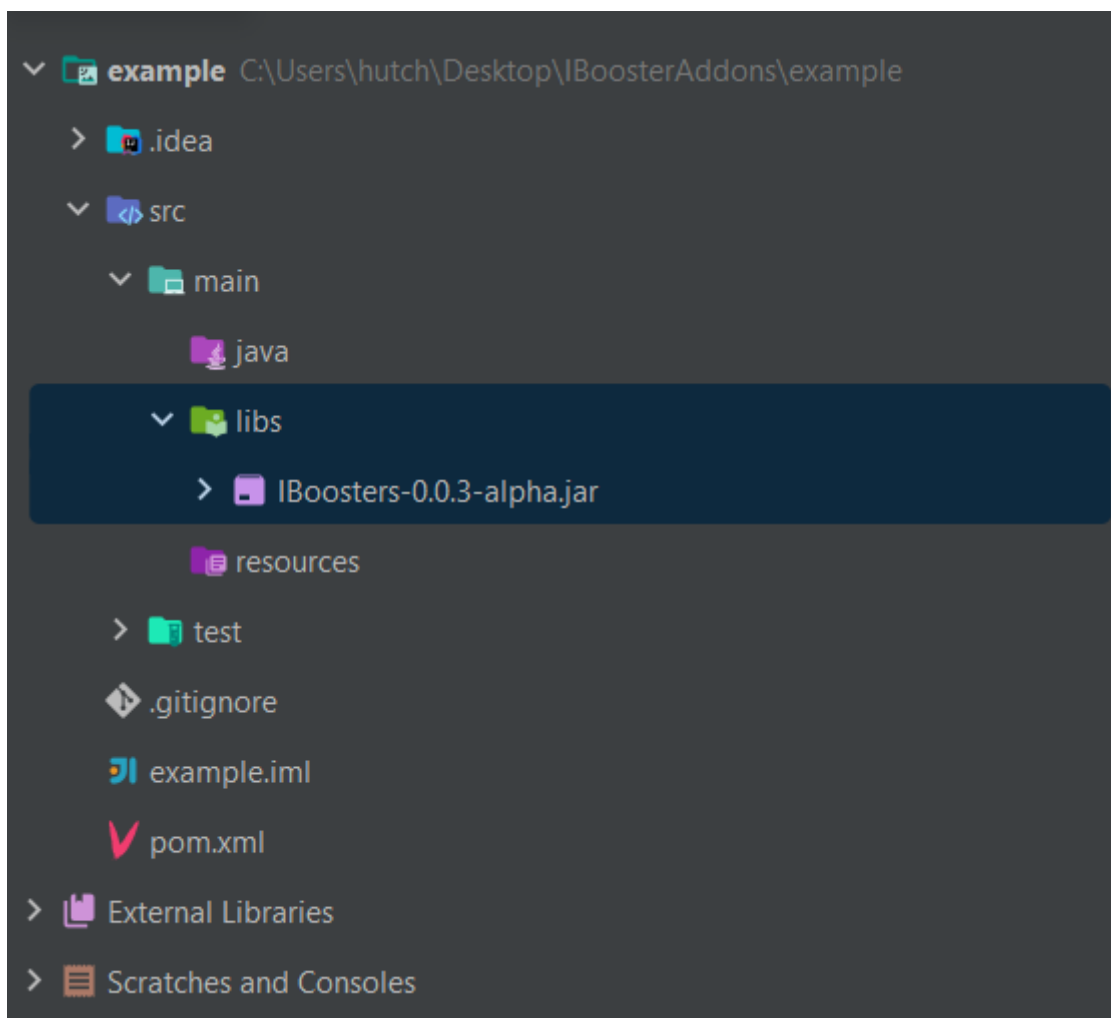 example C:\Users\hutch\Desktop\IBoosterAddons\example
.idea
src
main
java
libs
IBoosters-0.0.3-alpha.jar
resources
test
.gitignore
example.iml
pom.xml
External Libraries
Scratches and Consoles